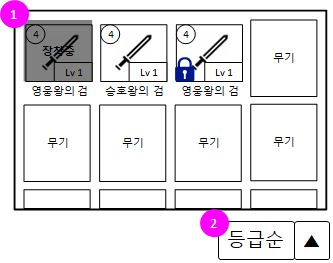 1
4 4 4
장착중 무기
Lv 1 Lv 1 Lv 1
영웅왕의 검 승호왕의 검 영웅왕의 검
무기 무기 무기 무기
2
등급순 ▲